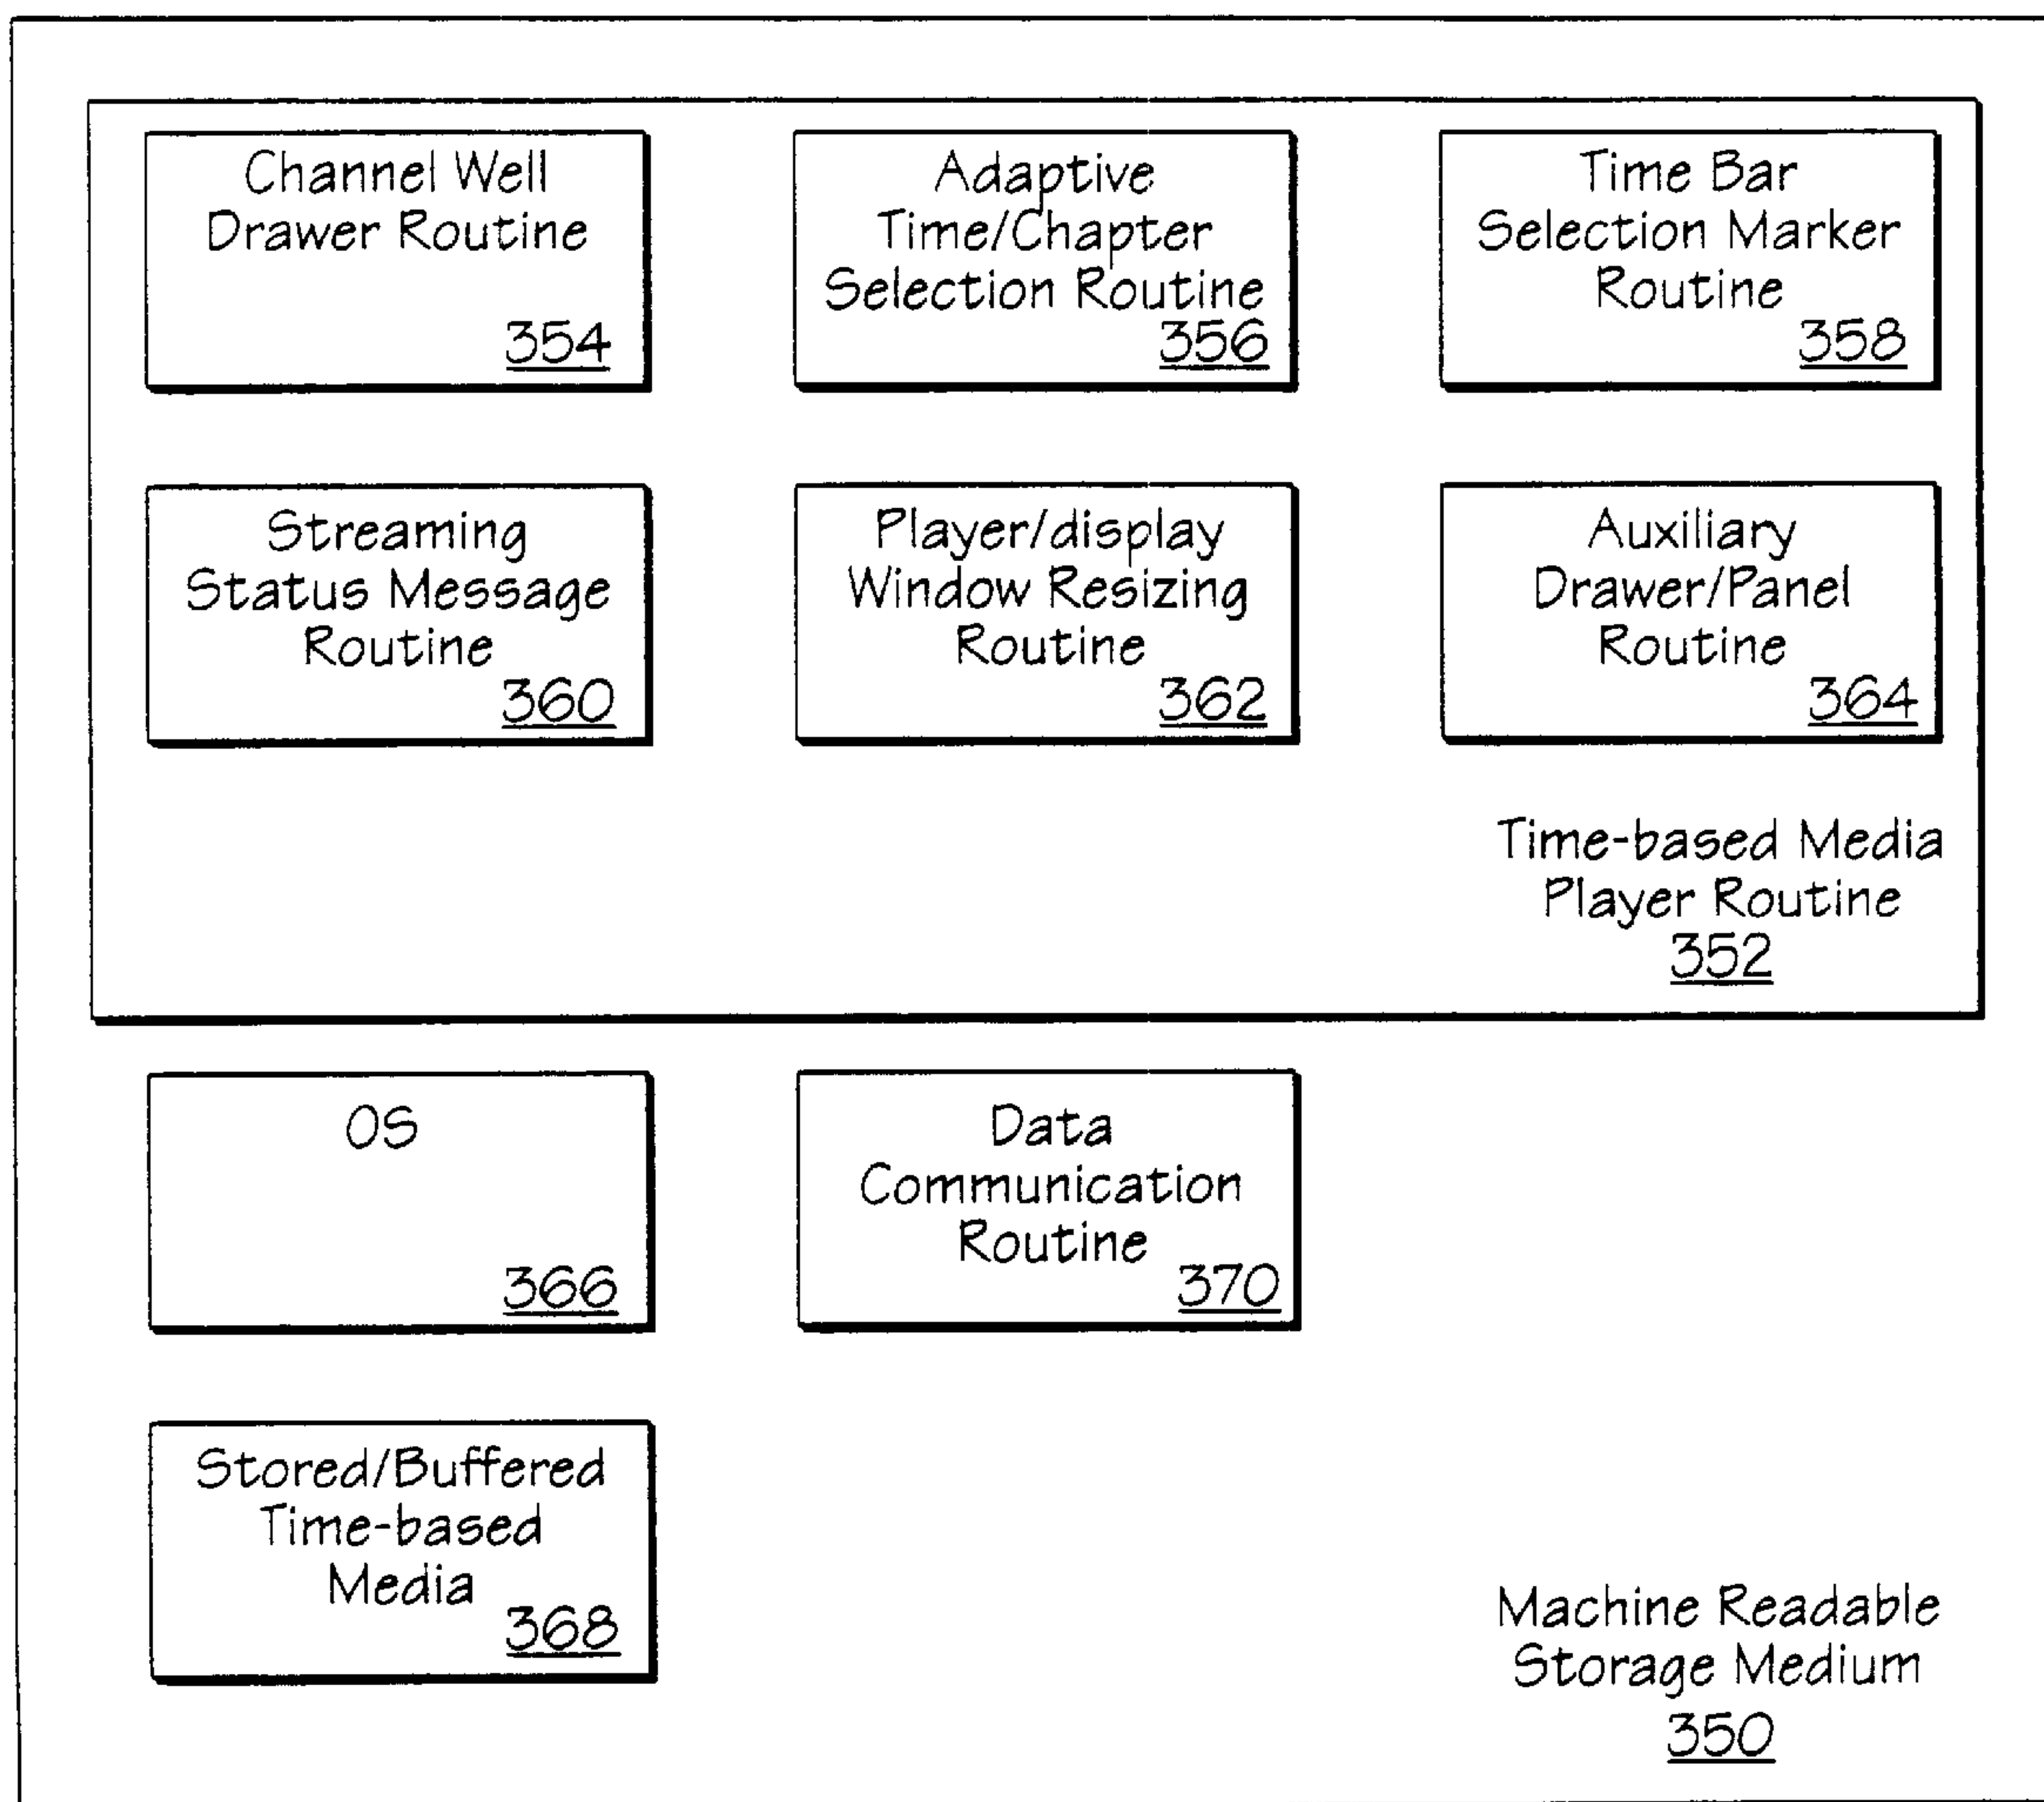 Channel Well
Drawer Routine
354
Adaptive
Time/Chapter
Selection Routine
356
Time Bar
Selection Marker
Routine
358
Streaming
Status Message
Routine
360
Player/display
Window Resizing
Routine
362
Auxiliary
Drawer/Panel
Routine
364
Time-based Media
Player Routine
352
OS
366
Data
Communication
Routine
370
Stored/Buffered
Time-based
Media
368
Machine Readable
Storage Medium
350